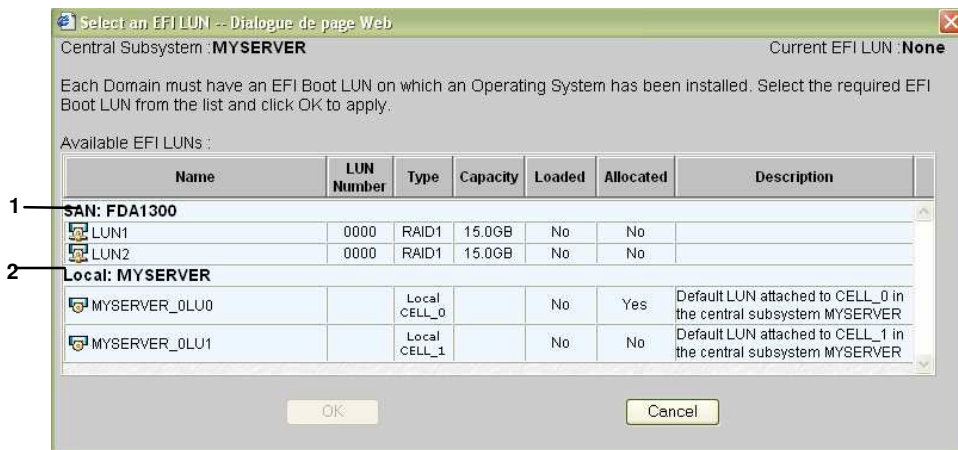 Select an EFI LUN -- Dialogue de page Web
Central Subsystem :MYSERVER Current EFI LUN :None
Each Domain must have an EFI Boot LUN on which an Operating System has been installed. Select the required EFI
Boot LUN from the list and click OK to apply.
Available EFI LUNs :
Name LUN Number Type Capacity Loaded Allocated Description
1 SAN: FDA1300
LUN1 0000 RAID1 15.0GB No No
LUN2 0000 RAID1 15.0GB No No
2 Local: MYSERVER
MYSERVER_0LU0 Local CELL_0 No Yes Default LUN attached to CELL_0 in the central subsystem MYSERVER
MYSERVER_0LU1 Local CELL_1 No No Default LUN attached to CELL_1 in the central subsystem MYSERVER
OK Cancel